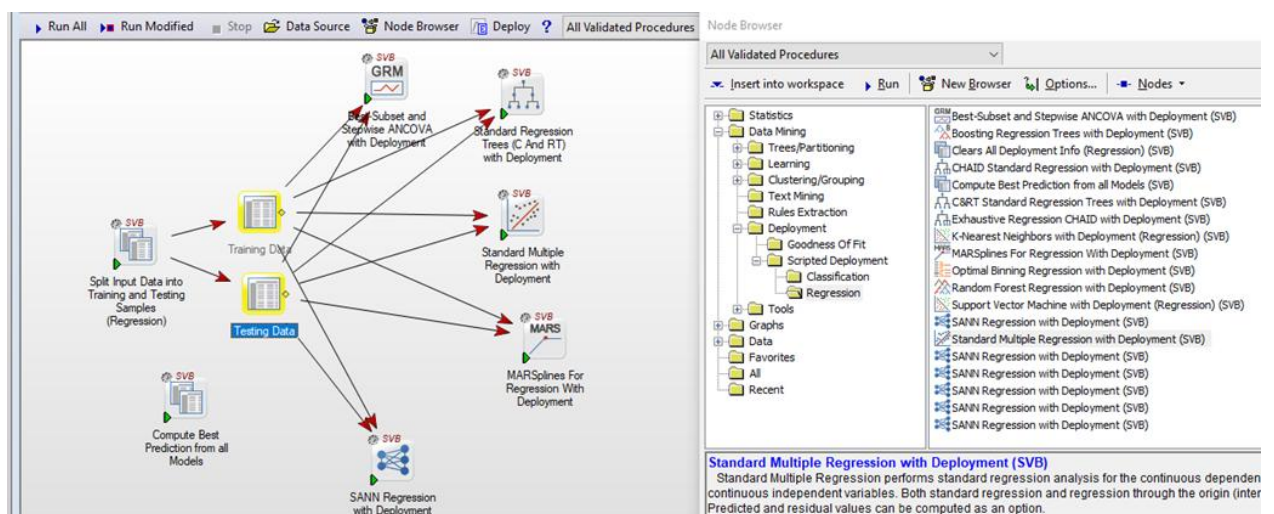 Run All Run Modified Stop Data Source Node Browser Deploy ? All Validated Procedures
SVB
GRM
Best-Subset and
Stepwise ANCOVA
with Deployment
SVB
Standard Regression
Trees (C And RT)
with Deployment
Training Data
SVB
Split Input Data into
Training and Testing
Samples
(Regression)
SVB
Standard Multiple
Regression with
Deployment
Testing Data
SVB
MARS
MARSplines For
Regression With
Deployment
SVB
Compute Best
Prediction from all
Models
SVB
SANN Regression
with Deployment
Node Browser
All Validated Procedures
Insert into workspace Run New Browser Options... Nodes
Statistics
Data Mining
Trees/Partitioning
Learning
Clustering/Grouping
Text Mining
Rules Extraction
Deployment
Goodness Of Fit
Scripted Deployment
Classification
Regression
Tools
Graphs
Data
Favorites
All
Recent
GRM Best-Subset and Stepwise ANCOVA with Deployment (SVB)
Boosting Regression Trees with Deployment (SVB)
Clears All Deployment Info (Regression) (SVB)
CHAID Standard Regression with Deployment (SVB)
Compute Best Prediction from all Models (SVB)
C&RT Standard Regression Trees with Deployment (SVB)
Exhaustive Regression CHAID with Deployment (SVB)
K-Nearest Neighbors with Deployment (Regression) (SVB)
MARS MARSplines For Regression With Deployment (SVB)
Optimal Binning Regression with Deployment (SVB)
Random Forest Regression with Deployment (SVB)
Support Vector Machine with Deployment (Regression) (SVB)
SANN Regression with Deployment (SVB)
Standard Multiple Regression with Deployment (SVB)
SANN Regression with Deployment (SVB)
SANN Regression with Deployment (SVB)
SANN Regression with Deployment (SVB)
SANN Regression with Deployment (SVB)
SANN Regression with Deployment (SVB)
Standard Multiple Regression with Deployment (SVB)
Standard Multiple Regression performs standard regression analysis for the continuous dependen
continuous independent variables. Both standard regression and regression through the origin (inter
Predicted and residual values can be computed as an option.